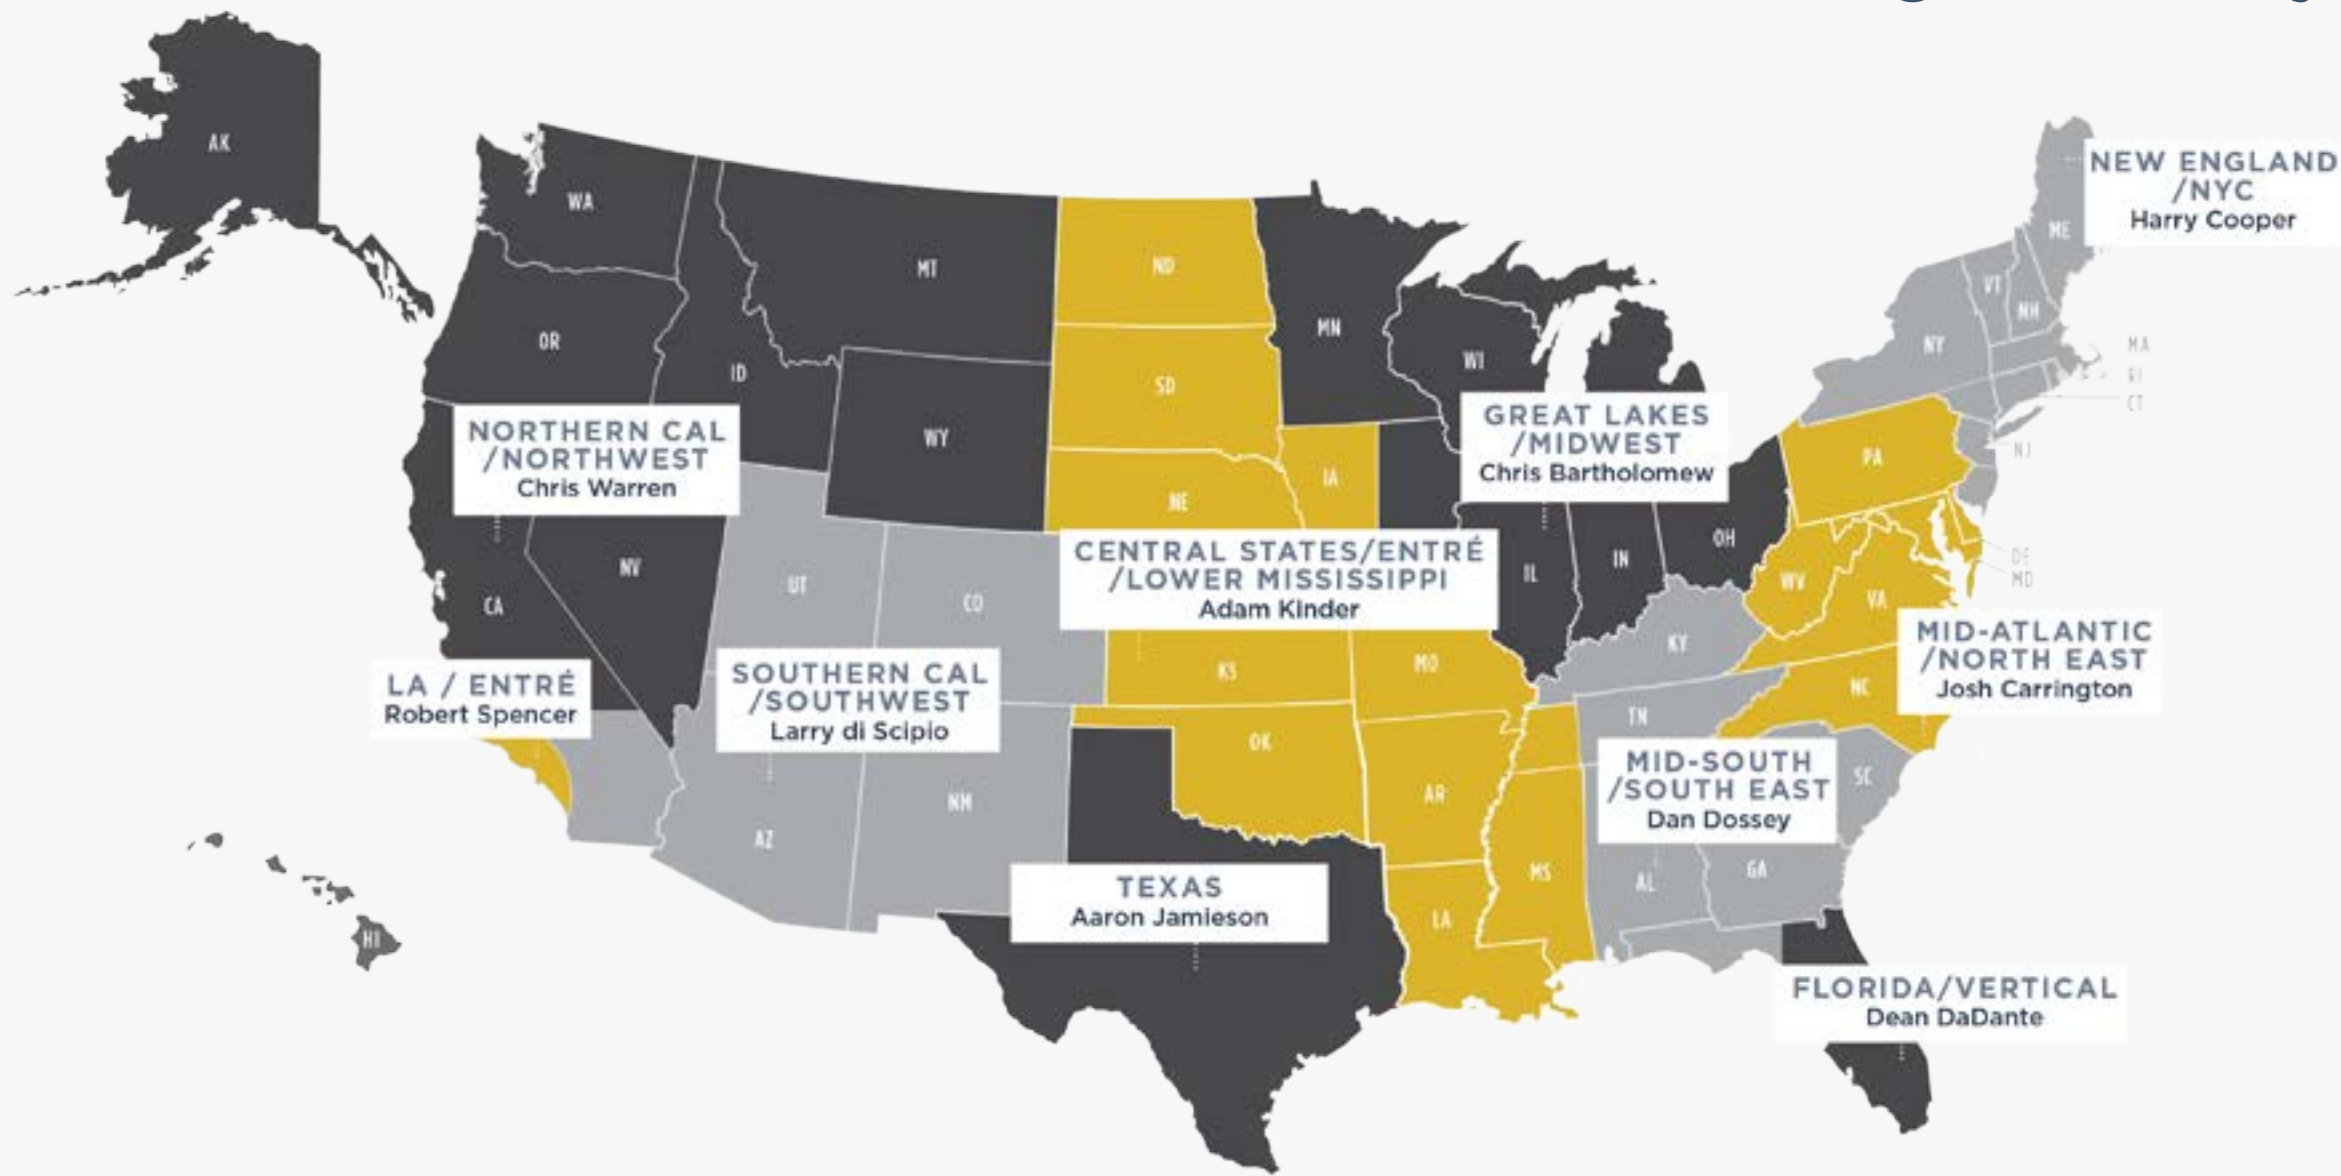 AK
WA
MT
ND
MN
OR
ID
SD
WI
WY
NEW ENGLAND
/NYC
Harry Cooper
ME
VT
NH
NY
MA
RI
CT
NJ
NORTHERN CAL
/NORTHWEST
Chris Warren
GREAT LAKES
/MIDWEST
Chris Bartholomew
IA
NE
PA
OH
IN
IL
CENTRAL STATES/ENTRÉ
/LOWER MISSISSIPPI
Adam Kinder
NV
UT
CO
CA
WV
VA
DE
MD
KY
KS
MO
MID-ATLANTIC
/NORTH EAST
Josh Carrington
NC
LA / ENTRÉ
Robert Spencer
SOUTHERN CAL
/SOUTHWEST
Larry di Scipio
TN
OK
AR
MID-SOUTH
/SOUTH EAST
Dan Dossey
SC
AZ
NM
MS
AL
GA
LA
TEXAS
Aaron Jamieson
HI
FLORIDA/VERTICAL
Dean DaDante